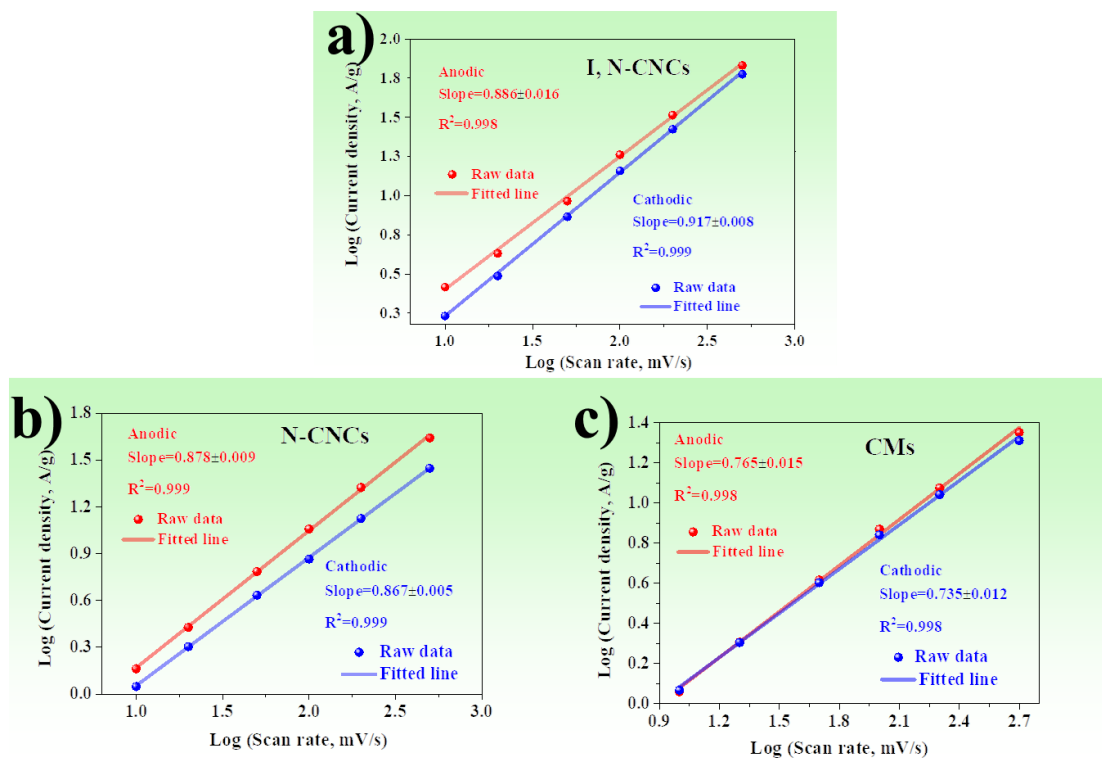 a)
I, N-CNCs
Anodic
Slope=0.886±0.016
R²=0.998
Raw data
Fitted line
Cathodic
Slope=0.917±0.008
R²=0.999
Raw data
Fitted line
Log (Current density, A/g)
2.0
1.8
1.5
1.3
1.0
0.8
0.5
0.3
1.0 1.5 2.0 2.5 3.0
Log (Scan rate, mV/s)
b)
N-CNCs
Anodic
Slope=0.878±0.009
R²=0.999
Raw data
Fitted line
Cathodic
Slope=0.867±0.005
R²=0.999
Raw data
Fitted line
Log (Current density, A/g)
1.8
1.5
1.2
0.9
0.6
0.3
0.0
1.0 1.5 2.0 2.5 3.0
Log (Scan rate, mV/s)
c)
CMs
Anodic
Slope=0.765±0.015
R²=0.998
Raw data
Fitted line
Cathodic
Slope=0.735±0.012
R²=0.998
Raw data
Fitted line
Log (Current density, A/g)
1.4
1.2
1.0
0.8
0.6
0.4
0.2
0.0
0.9 1.2 1.5 1.8 2.1 2.4 2.7
Log (Scan rate, mV/s)